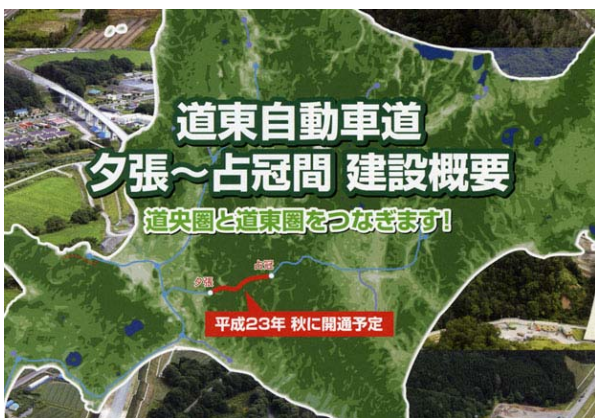 道東自動車道
夕張～占冠間 建設概要
道央圏と道東圏をつなぎます!
占冠
夕張
平成23年 秋に開通予定